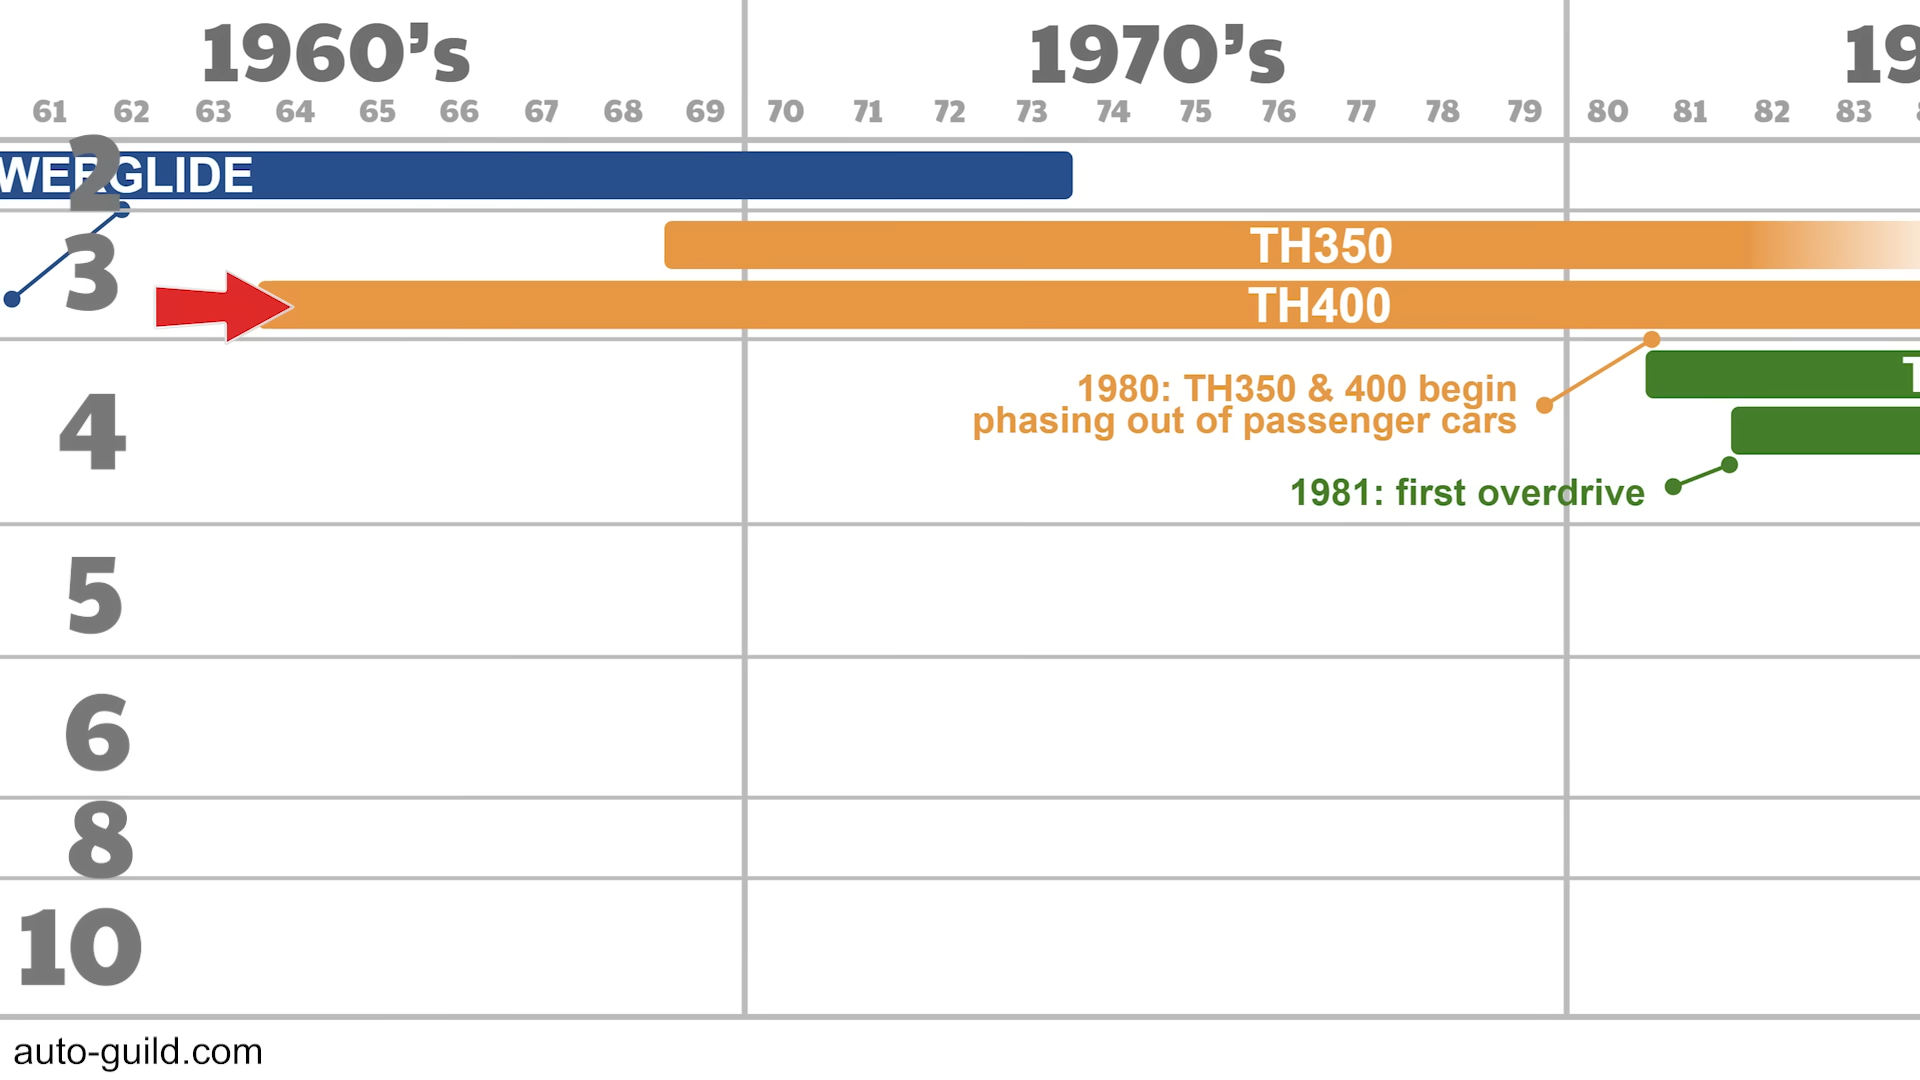 1960’s 1970’s 19
61 62 63 64 65 66 67 68 69 70 71 72 73 74 75 76 77 78 79 80 81 82 83
2
WERGLIDE
3
TH350
TH400
4
1980: TH350 & 400 begin
phasing out of passenger cars
1981: first overdrive
5
6
8
10
auto-guild.com